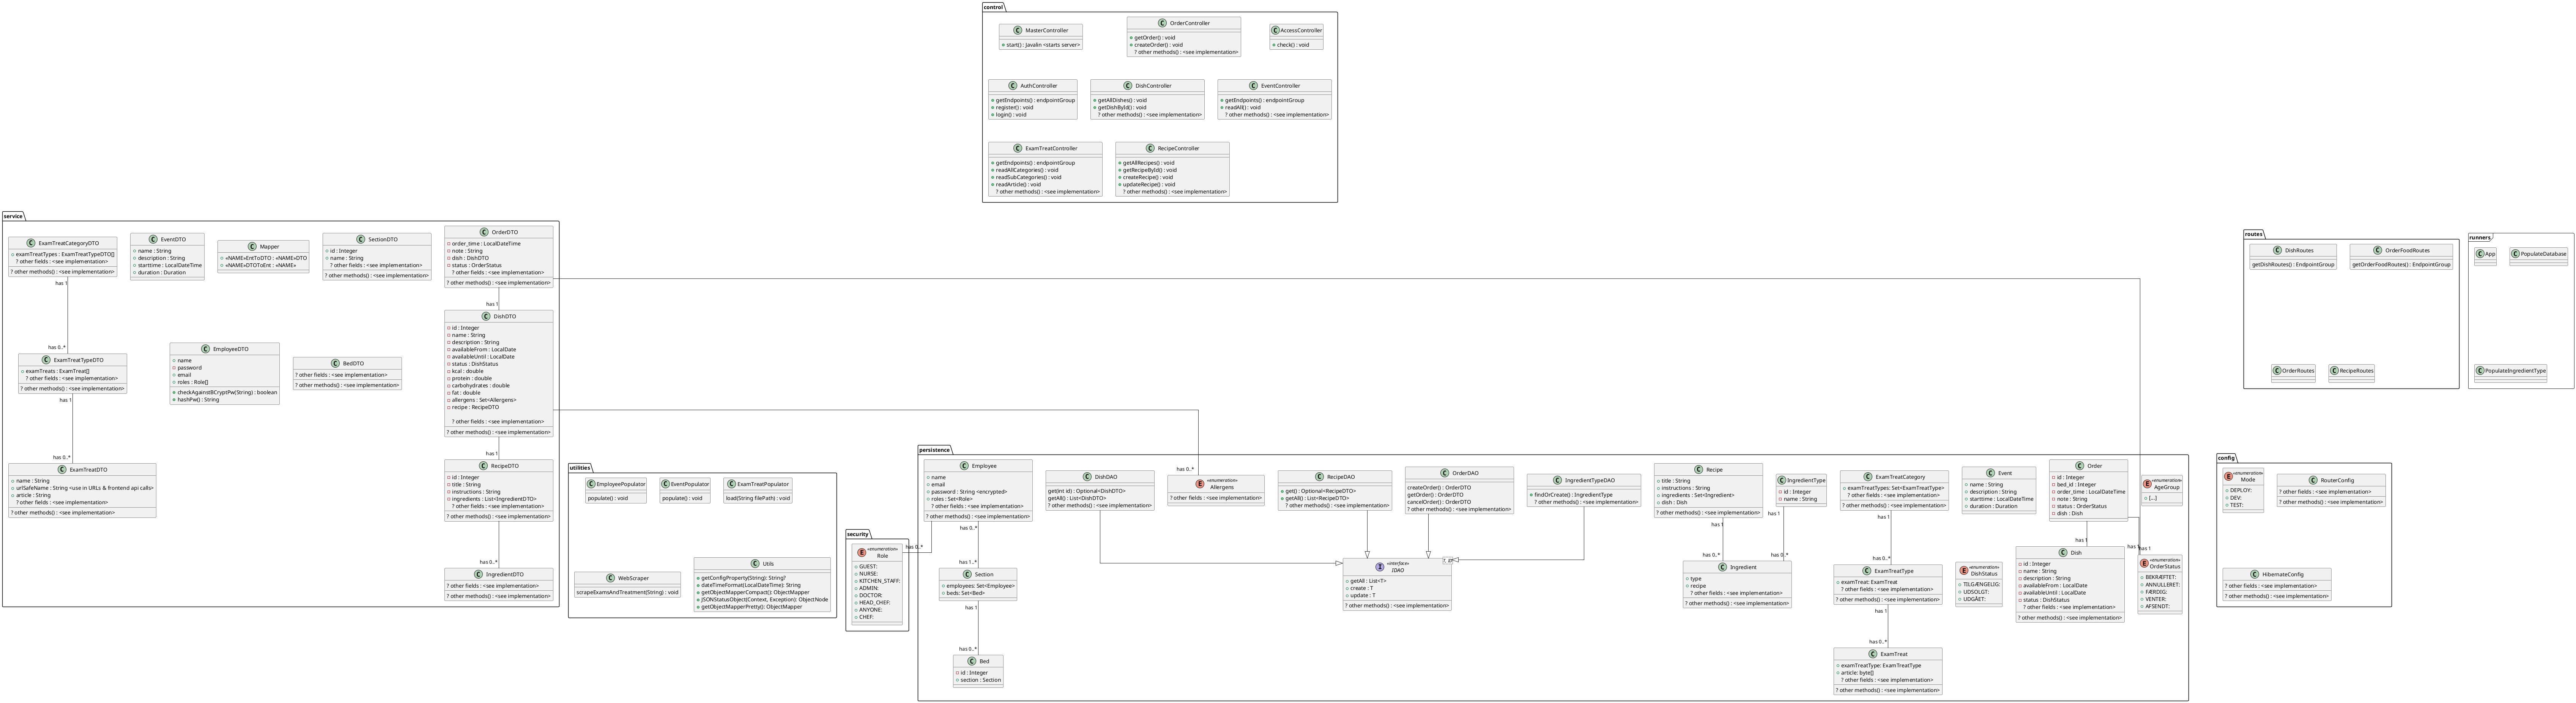 control
MasterController
start() : Javalin <starts server>
OrderController
getOrder() : void
createOrder() : void
? other methods() : <see implementation>
AccessController
check() : void
AuthController
getEndpoints() : endpointGroup
register() : void
login() : void
DishController
getAllDishes() : void
getDishById() : void
? other methods() : <see implementation>
EventController
getEndpoints() : endpointGroup
readAll() : void
? other methods() : <see implementation>
ExamTreatController
getEndpoints() : endpointGroup
readAllCategories() : void
readSubCategories() : void
readArticle() : void
? other methods() : <see implementation>
RecipeController
getAllRecipes() : void
getRecipeById() : void
createRecipe() : void
updateRecipe() : void
? other methods() : <see implementation>
service
ExamTreatCategoryDTO
examTreatTypes : ExamTreatTypeDTO[]
? other fields : <see implementation>
? other methods() : <see implementation>
has 1
has 0..*
EventDTO
name : String
description : String
starttime : LocalDateTime
duration : Duration
Mapper
<<NAME>EntToDTO : <NAME>DTO
<<NAME>DTOToEnt : <NAME>
SectionDTO
id : Integer
name : String
? other fields : <see implementation>
? other methods() : <see implementation>
OrderDTO
order_time : LocalDateTime
note : String
dish : DishDTO
status : OrderStatus
? other fields : <see implementation>
? other methods() : <see implementation>
has 1
ExamTreatTypeDTO
examTreats : ExamTreat[]
? other fields : <see implementation>
? other methods() : <see implementation>
has 1
has 0..*
EmployeeDTO
name
password
email
roles : Role[]
checkAgainstBCryptPw(String) : boolean
hashPw() : String
BedDTO
? other fields : <see implementation>
? other methods() : <see implementation>
DishDTO
id : Integer
name : String
description : String
availableFrom : LocalDate
availableUntil : LocalDate
status : DishStatus
kcal : double
protein : double
carbohydrates : double
fat : double
allergens : Set<Allergens>
recipe : RecipeDTO
? other fields : <see implementation>
? other methods() : <see implementation>
has 1
ExamTreatDTO
name : String
urlSafeName : String <use in URLs & frontend api calls>
article : String
? other fields : <see implementation>
? other methods() : <see implementation>
RecipeDTO
id : Integer
title : String
instructions : String
ingredients : List<IngredientDTO>
? other fields : <see implementation>
? other methods() : <see implementation>
has 0..*
IngredientDTO
? other fields : <see implementation>
? other methods() : <see implementation>
utilities
EmployeePopulator
populate() : void
EventPopulator
populate() : void
ExamTreatPopulator
load(String filePath) : void
WebScraper
scrapeExamsAndTreatment(String) : void
Utils
getConfigProperty(String): String?
dateTimeFormat(LocalDateTime): String
getObjectMapperCompact(): ObjectMapper
JSONStatusObject(Context, Exception): ObjectNode
getObjectMapperPretty(): ObjectMapper
security
<<enumeration>>
Role
GUEST:
NURSE:
KITCHEN_STAFF:
ADMIN:
DOCTOR:
HEAD_CHEF:
ANYONE:
CHEF:
has 0..*
persistence
Employee
name
email
password : String <encrypted>
roles : Set<Role>
? other fields : <see implementation>
? other methods() : <see implementation>
has 0..*
has 1..*
Section
employees: Set<Employee>
beds: Set<Bed>
has 1
has 0..*
Bed
id : Integer
section : Section
DishDAO
get(int id) : Optional<DishDTO>
getAll() : List<DishDTO>
? other methods() : <see implementation>
has 0..*
<<enumeration>>
Allergens
? other fields : <see implementation>
RecipeDAO
get() : Optional<RecipeDTO>
getAll() : List<RecipeDTO>
? other methods() : <see implementation>
OrderDAO
createOrder() : OrderDTO
getOrder() : OrderDTO
cancelOrder() : OrderDTO
? other methods() : <see implementation>
IngredientTypeDAO
findOrCreate() : IngredientType
? other methods() : <see implementation>
<<interface>>
IDAO
getAll : List<T>
create : T
update : T
? other methods() : <see implementation>
Recipe
title : String
instructions : String
ingredients : Set<Ingredient>
dish : Dish
? other methods() : <see implementation>
has 1
has 0..*
IngredientType
id : Integer
name : String
has 1
has 0..*
Ingredient
type
recipe
? other fields : <see implementation>
? other methods() : <see implementation>
ExamTreatCategory
examTreatTypes: Set<ExamTreatType>
? other fields : <see implementation>
? other methods() : <see implementation>
has 1
has 0..*
ExamTreatType
examTreat: ExamTreat
? other fields : <see implementation>
? other methods() : <see implementation>
has 1
has 0..*
ExamTreat
examTreatType: ExamTreatType
article: byte[]
? other fields : <see implementation>
? other methods() : <see implementation>
Event
name : String
description : String
starttime : LocalDateTime
duration : Duration
<<enumeration>>
DishStatus
TILGÆNGELIG:
UDSOLGT:
UDGÅET:
Order
id : Integer
bed_id : Integer
order_time : LocalDateTime
note : String
status : OrderStatus
dish : Dish
has 1
Dish
id : Integer
name : String
description : String
availableFrom : LocalDate
availableUntil : LocalDate
status : DishStatus
? other fields : <see implementation>
? other methods() : <see implementation>
<<enumeration>>
AgeGroup
[...]
has 1
<<enumeration>>
OrderStatus
BEKRÆFTET:
ANNULLERET:
FÆRDIG:
VENTER:
AFSENDT:
routes
DishRoutes
getDishRoutes() : EndpointGroup
OrderFoodRoutes
getOrderFoodRoutes() : EndpointGroup
OrderRoutes
RecipeRoutes
runners
App
PopulateDatabase
PopulateIngredientType
config
<<enumeration>>
Mode
DEPLOY:
DEV:
TEST:
RouterConfig
? other fields : <see implementation>
? other methods() : <see implementation>
HibernateConfig
? other fields : <see implementation>
? other methods() : <see implementation>